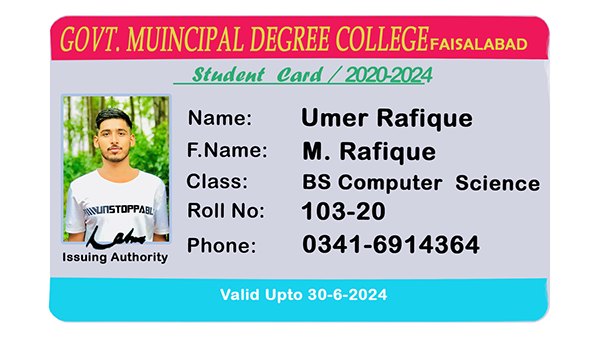 GOVT. MUINCIPAL DEGREE COLLEGE FAISALABAD
Student Card / 2020-2024
Name: Umer Rafique
F.Name: M. Rafique
Class: BS Computer Science
Roll No: 103-20
Phone: 0341-6914364
UNSTOPPABL
Issuing Authority
Valid Upto 30-6-2024